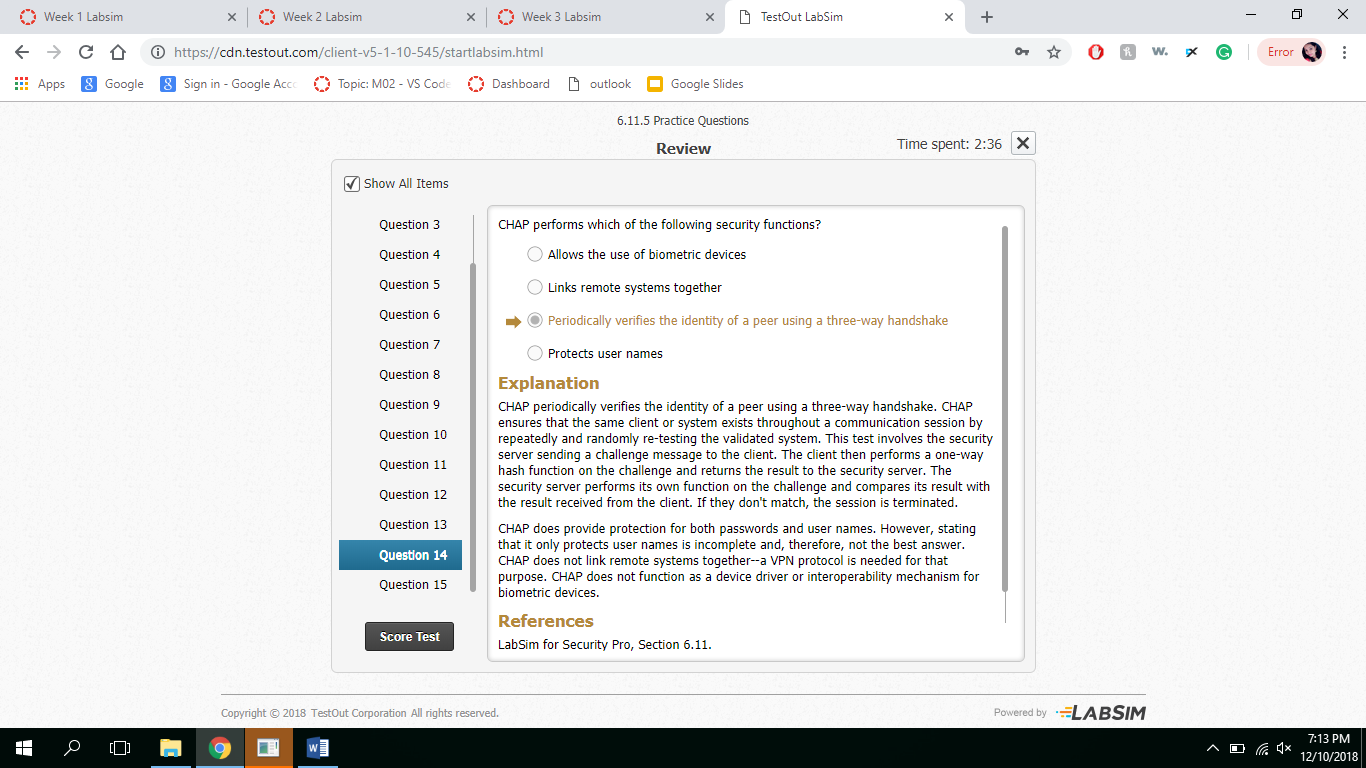 Week 1 Labsim
Week 2 Labsim
Week 3 Labsim
TestOut LabSim
https://cdn.testout.com/client-v5-1-10-545/startlabsim.html
Error
Apps
Google
Sign in - Google Acco
Topic: M02 - VS Code
Dashboard
outlook
Google Slides
6.11.5 Practice Questions
Review
Time spent: 2:36
Show All Items
Question 3
Question 4
Question 5
Question 6
Question 7
Question 8
Question 9
Question 10
Question 11
Question 12
Question 13
Question 14
Question 15
Score Test
CHAP performs which of the following security functions?
Allows the use of biometric devices
Links remote systems together
Periodically verifies the identity of a peer using a three-way handshake
Protects user names
Explanation
CHAP periodically verifies the identity of a peer using a three-way handshake. CHAP
ensures that the same client or system exists throughout a communication session by
repeatedly and randomly re-testing the validated system. This test involves the security
server sending a challenge message to the client. The client then performs a one-way
hash function on the challenge and returns the result to the security server. The
security server performs its own function on the challenge and compares its result with
the result received from the client. If they don't match, the session is terminated.
CHAP does provide protection for both passwords and user names. However, stating
that it only protects user names is incomplete and, therefore, not the best answer.
CHAP does not link remote systems together--a VPN protocol is needed for that
purpose. CHAP does not function as a device driver or interoperability mechanism for
biometric devices.
References
LabSim for Security Pro, Section 6.11.
Copyright © 2018 TestOut Corporation All rights reserved.
Powered by LABSIM
7:13 PM
12/10/2018